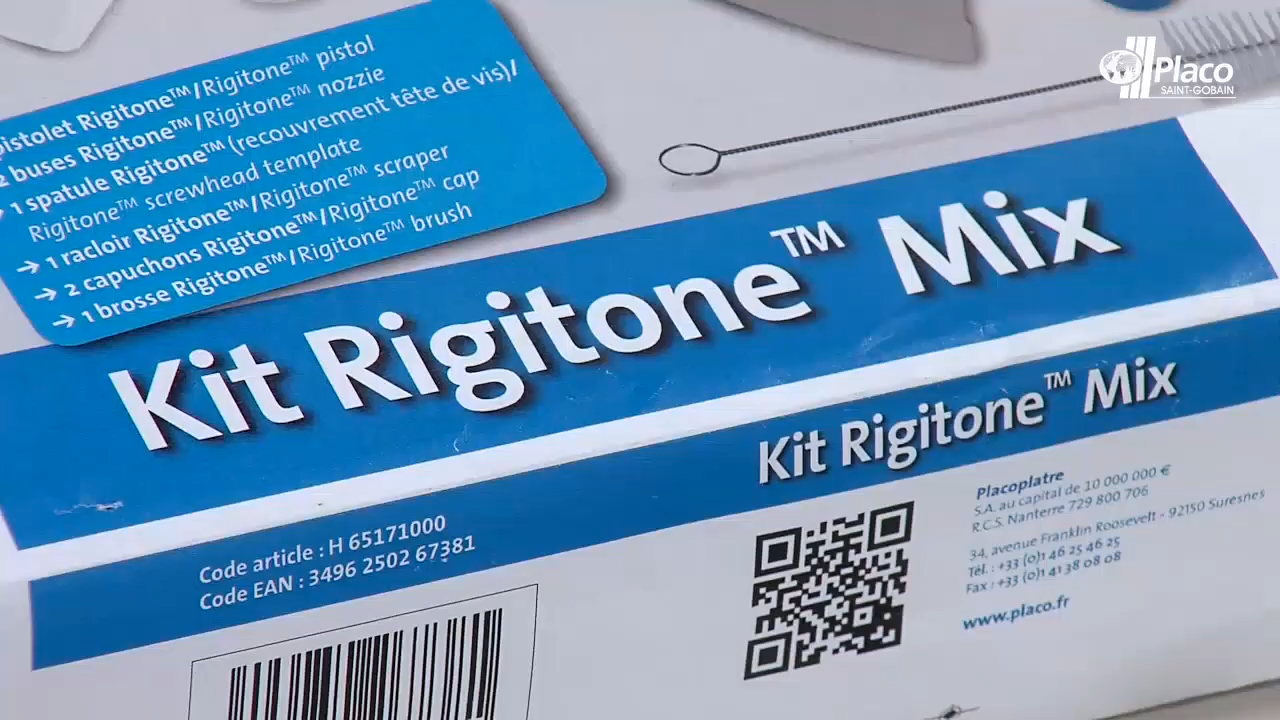 pistolet Rigitone™/Rigitone™ pistol
2 buses Rigitone™/Rigitone™ nozzie
→ 1 spatule Rigitone™ (recouvrement tête de vis)/
Rigitone™ screwhead template
→ 1 racloir Rigitone™/Rigitone™ scraper
→ 2 capuchons Rigitone™/Rigitone™ cap
→ 1 brosse Rigitone™/Rigitone™ brush
Placo
SAINT-GOBAIN
Kit Rigitone™ Mix
Kit Rigitone™ Mix
Code article : H 65171000
Code EAN : 3496 2502 67381
Placoplatre
S.A. au capital de 10 000 000 €
R.C.S. Nanterre 729 800 706
34, avenue Franklin Roosevelt - 92150 Suresnes
Tél. : +33 (0)1 46 25 46 25
Fax : +33 (0)1 41 38 08 08
www.placo.fr